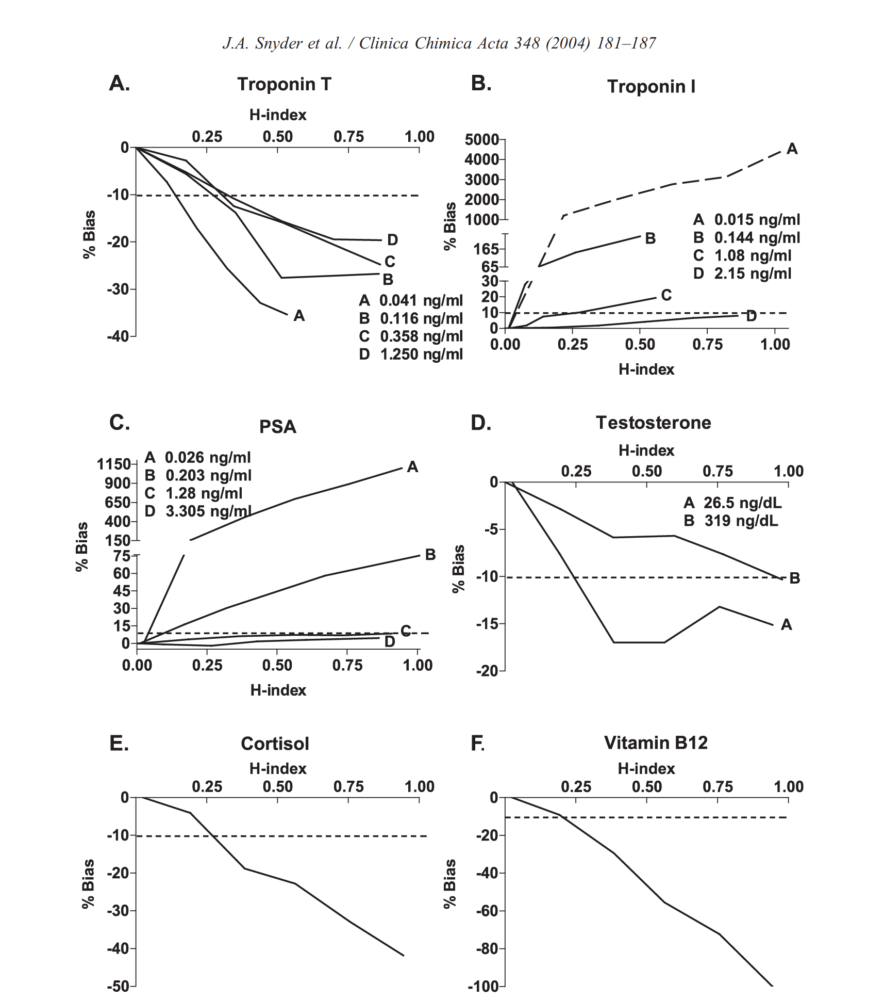 J.A. Snyder et al. / Clinica Chimica Acta 348 (2004) 181–187
A.
Troponin T
H-index
0.25 0.50 0.75 1.00
0
-10
-20
-30
-40
% Bias
D
C
B
A
A 0.041 ng/ml
B 0.116 ng/ml
C 0.358 ng/ml
D 1.250 ng/ml
B.
Troponin I
5000
4000
3000
2000
1000
165
65
30
20
10
0
% Bias
A
B
C
D
A 0.015 ng/ml
B 0.144 ng/ml
C 1.08 ng/ml
D 2.15 ng/ml
0.00 0.25 0.50 0.75 1.00
H-index
C.
PSA
A 0.026 ng/ml
B 0.203 ng/ml
C 1.28 ng/ml
D 3.305 ng/ml
1150
900
650
400
150
75
60
45
30
15
0
% Bias
A
B
C
D
0.00 0.25 0.50 0.75 1.00
H-index
D.
Testosterone
H-index
0.25 0.50 0.75 1.00
0
-5
-10
-15
-20
% Bias
A 26.5 ng/dL
B 319 ng/dL
B
A
E.
Cortisol
H-index
0.25 0.50 0.75 1.00
0
-10
-20
-30
-40
-50
% Bias
F.
Vitamin B12
H-index
0.25 0.50 0.75 1.00
0
-20
-40
-60
-80
-100
% Bias